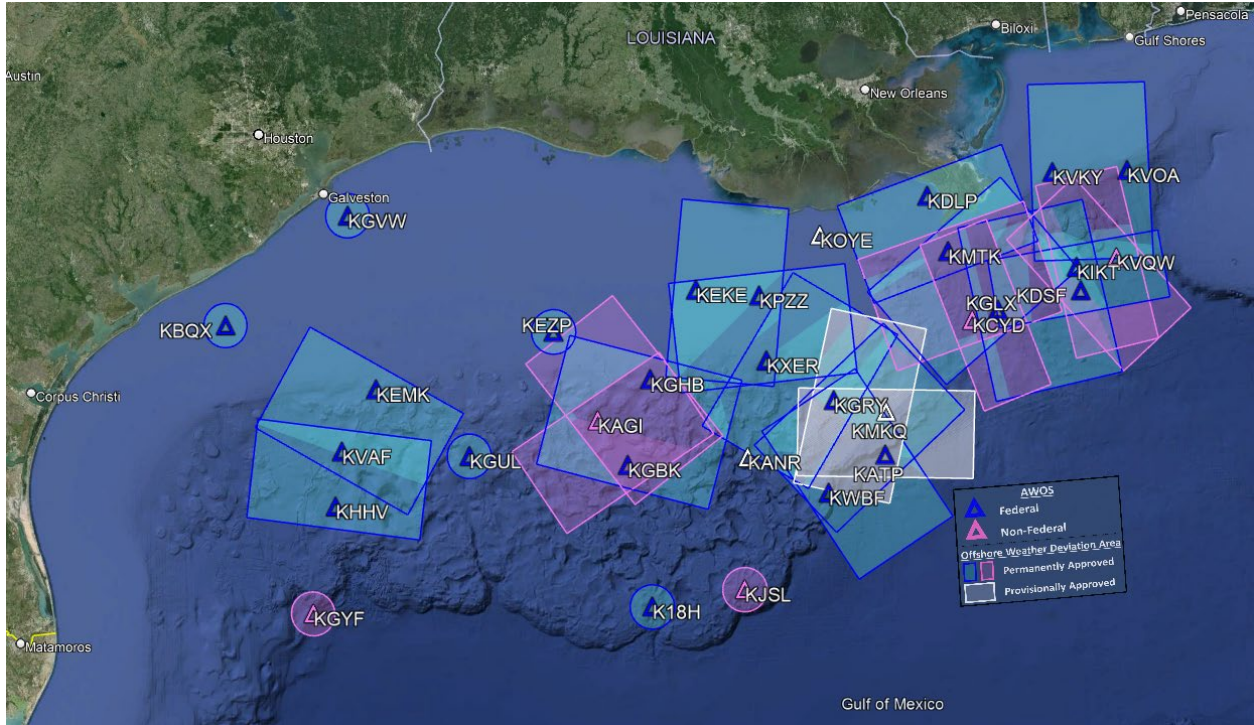 Pensacola
Biloxi
LOUISIANA
Gulf Shores
Austin
New Orleans
Houston
KVKY
KVOA
Galveston
KDLP
KGVW
KOYE
KMTK
KVQW
KIKT
KEKE
KPZZ
KGLX
KDSF
KBQX
KEZP
KCYD
KXER
KGHB
Corpus Christi
KEMK
KGRY
KAGI
KMKQ
KVAF
KGUL
KGBK
KANR
KATP
KWBF
KHHV
AWOS
Federal
Non-Federal
Offshore Weather Deviation Area
Permanently Approved
Provisionally Approved
KJSL
K18H
KGYF
Matamoros
Gulf of Mexico